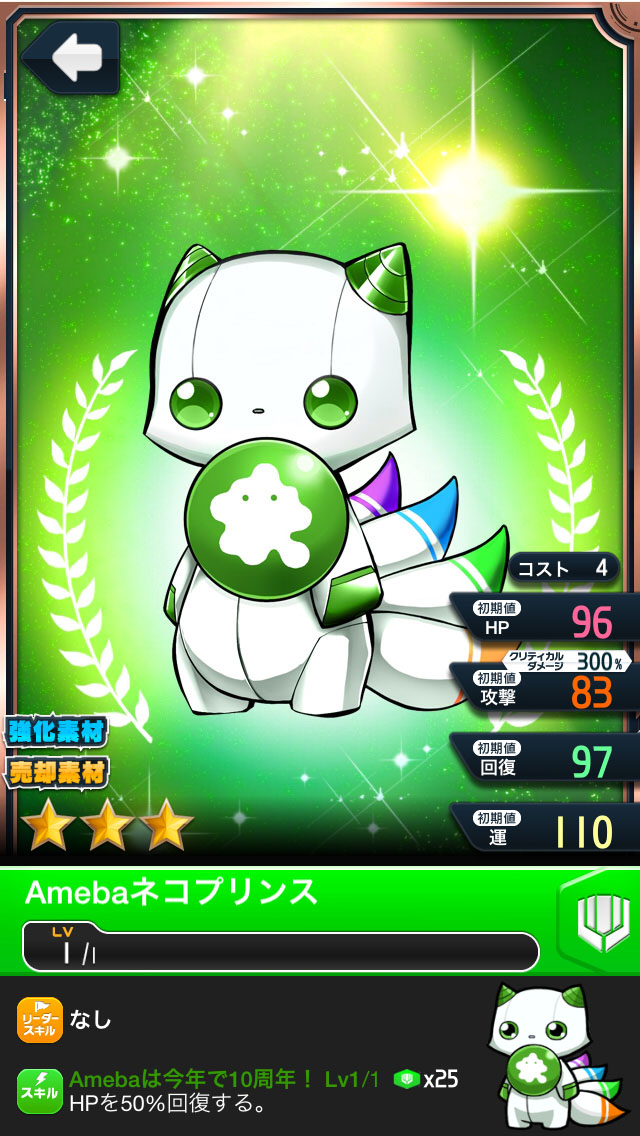 コスト 4
初期値
HP 96
クリティカル
ダメージ 300%
初期値
攻撃 83
初期値
回復 97
初期値
運 110
強化素材
売却素材
Amebaネコプリンス
LV
1/1
リーダー
スキル なし
スキル Amebaは今年で10周年! Lv1/1 x25
HPを50%回復する。